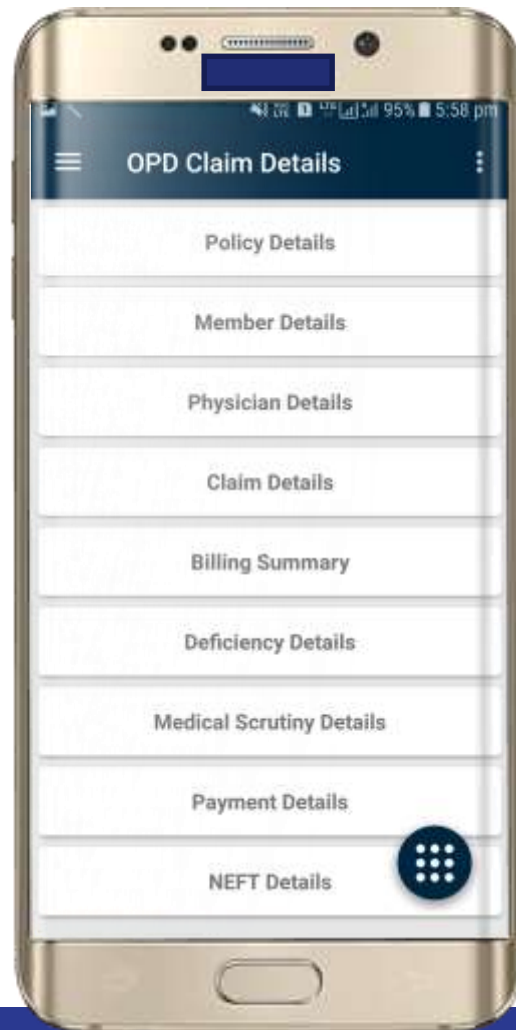 95% 5:58 pm
OPD Claim Details
Policy Details
Member Details
Physician Details
Claim Details
Billing Summary
Deficiency Details
Medical Scrutiny Details
Payment Details
NEFT Details